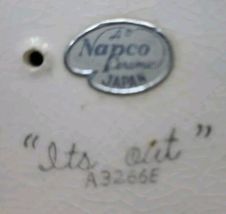 Napco
Ceramic
JAPAN
"Its out"
A3266E